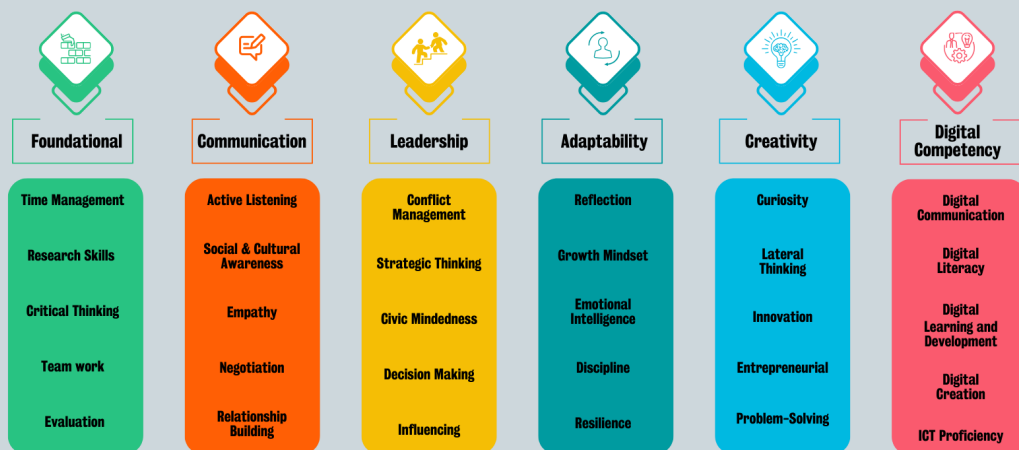 Foundational
Communication
Leadership
Adaptability
Creativity
Digital
Competency
Time Management
Research Skills
Critical Thinking
Team work
Evaluation
Active Listening
Social & Cultural
Awareness
Empathy
Negotiation
Relationship
Building
Conflict
Management
Strategic Thinking
Civic Mindedness
Decision Making
Influencing
Reflection
Growth Mindset
Emotional
Intelligence
Discipline
Resilience
Curiosity
Lateral
Thinking
Innovation
Entrepreneurial
Problem-Solving
Digital
Communication
Digital
Literacy
Digital
Learning and
Development
Digital
Creation
ICT Proficiency